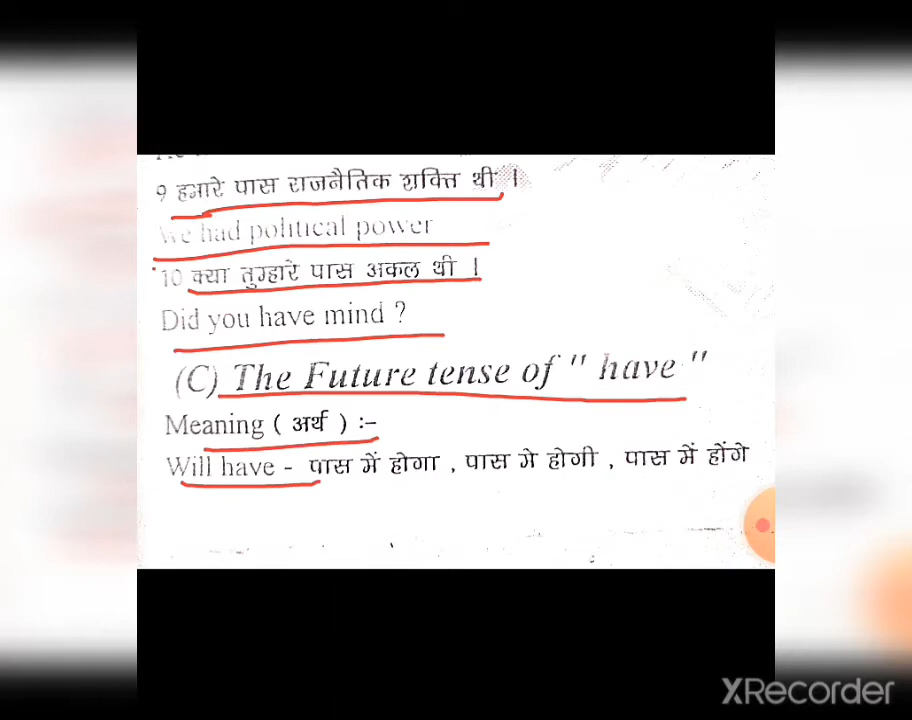 9 हमारे पास राजनैतिक शक्ति थी ।
We had political power
10 क्या तुम्हारे पास अकल थी ।
Did you have mind ?
(C) The Future tense of " have "
Meaning ( अर्थ ) :-
Will have - पास में होगा , पास मे होगी , पास में होंगे
XRecorder